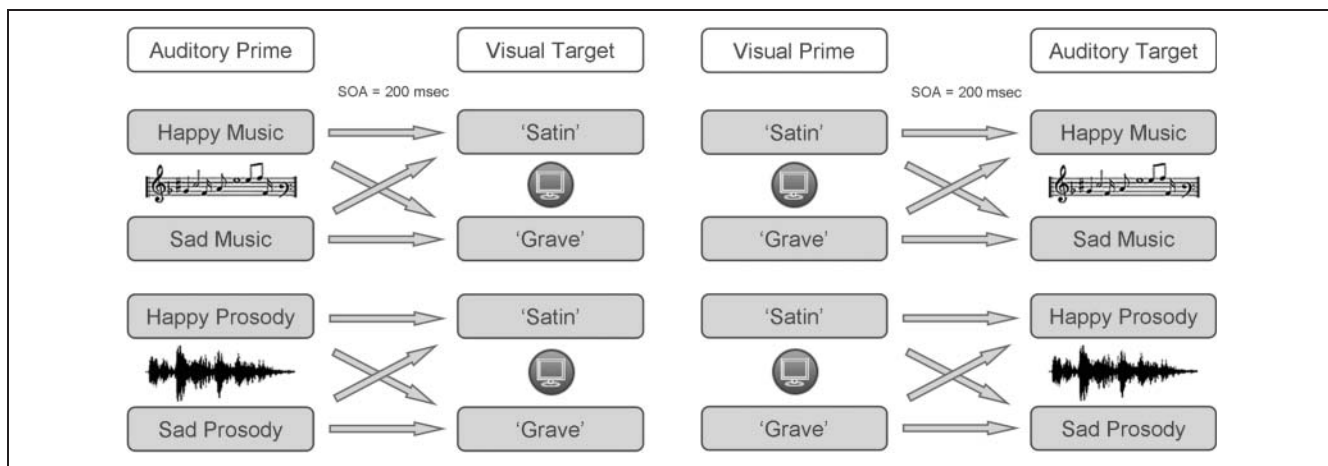 Auditory Prime
Visual Target
Visual Prime
Auditory Target
SOA = 200 msec
SOA = 200 msec
Happy Music
‘Satin’
‘Satin’
Happy Music
Sad Music
‘Grave’
‘Grave’
Sad Music
Happy Prosody
‘Satin’
‘Satin’
Happy Prosody
Sad Prosody
‘Grave’
‘Grave’
Sad Prosody